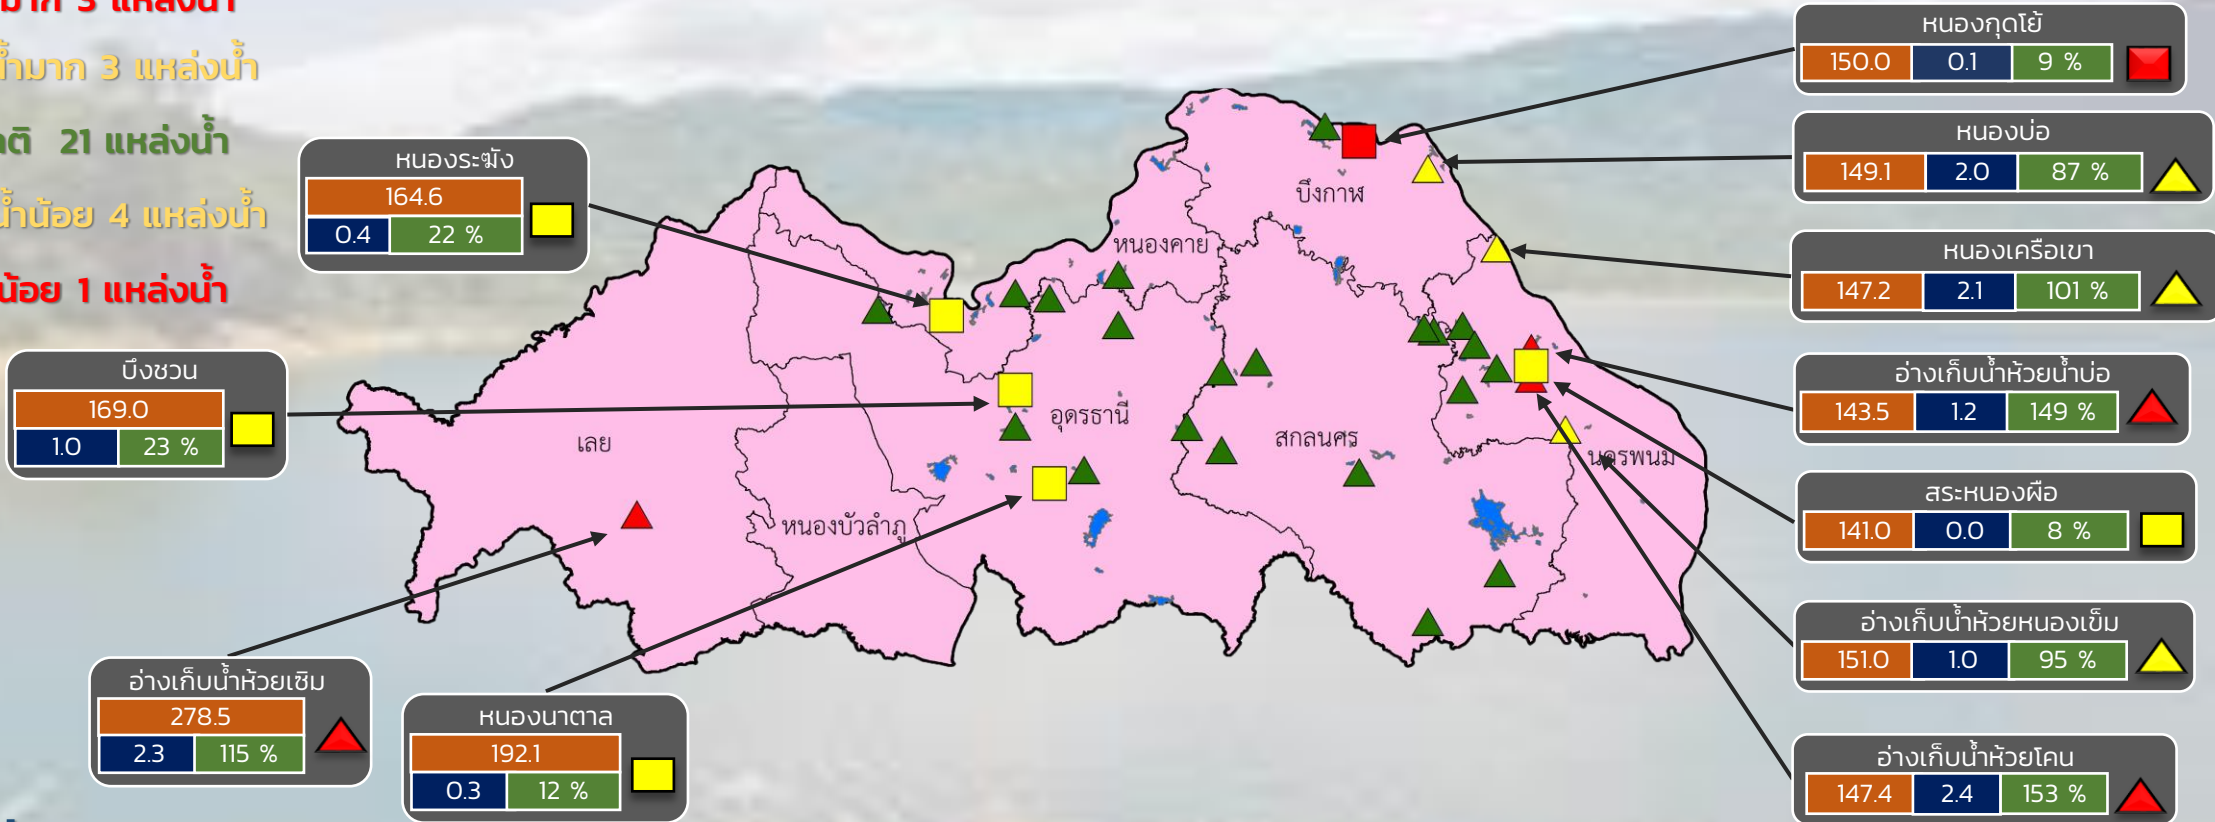 มาก 3 แหล่งน้ำ
น้ำมาก 3 แหล่งน้ำ
21 แหล่งน้ำ
น้ำน้อย 4 แหล่งน้ำ
น้อย 1 แหล่งน้ำ
หนองระฆัง
164.6
0.4 22 %
บึงชวน
169.0
1.0 23 %
อ่างเก็บน้ำห้วยเซิม
278.5
2.3 115 %
หนองนาตาล
192.1
0.3 12 %
บึงกาฬ
หนองคาย
อุดรธานี
เลย
สกลนคร
นครพนม
หนองบัวลำภู
หนองกุดโย้
150.0 0.1 9 %
หนองบ่อ
149.1 2.0 87 %
หนองเครือเขา
147.2 2.1 101 %
อ่างเก็บน้ำห้วยน้ำบ่อ
143.5 1.2 149 %
สระหนองผือ
141.0 0.0 8 %
อ่างเก็บน้ำห้วยหนองเข็ม
151.0 1.0 95 %
อ่างเก็บน้ำห้วยโคน
147.4 2.4 153 %